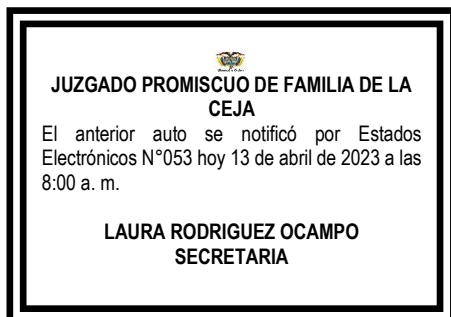 JUZGADO PROMISCUO DE FAMILIA DE LA
CEJA
El anterior auto se notificó por Estados
Electrónicos N°053 hoy 13 de abril de 2023 a las
8:00 a. m.
LAURA RODRIGUEZ OCAMPO
SECRETARIA